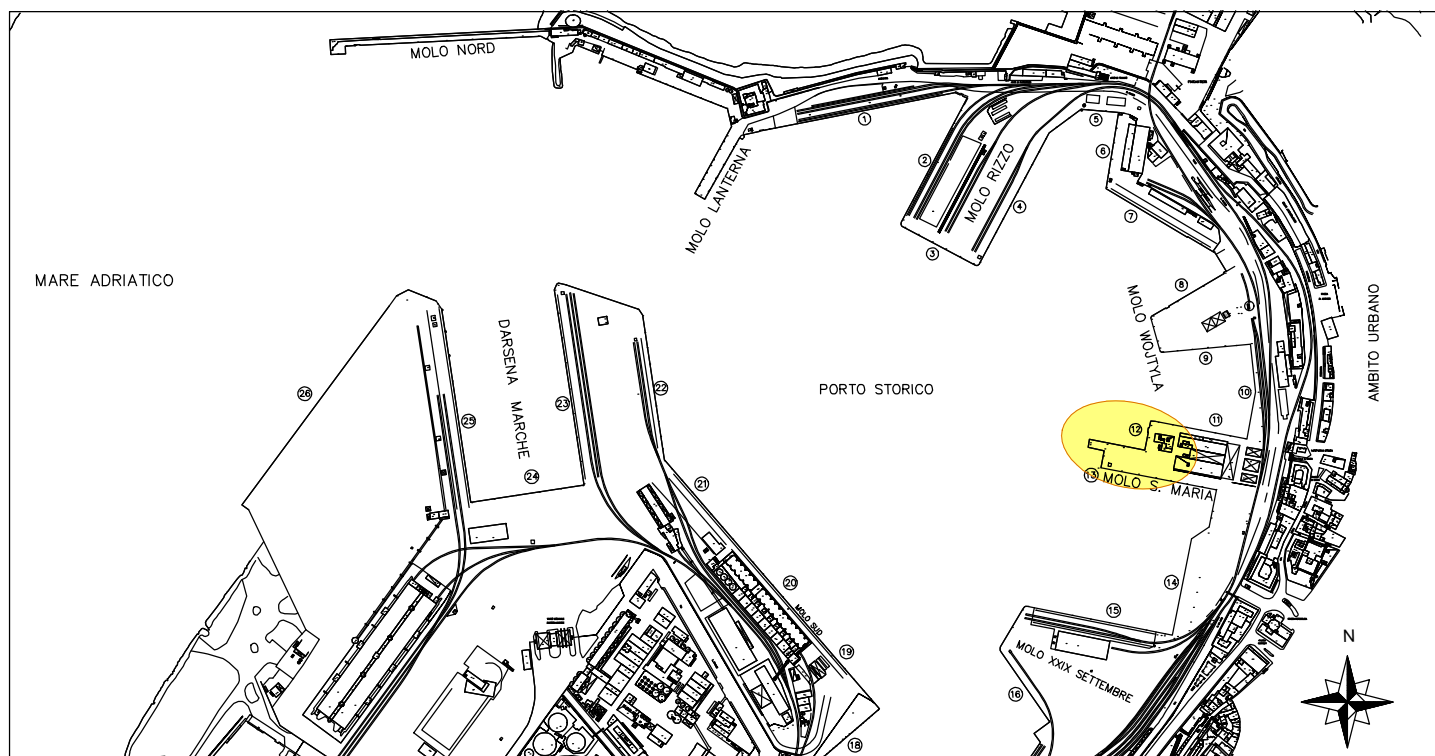 MOLO NORD
MOLO LANTERNA
1
2
MOLO RIZZO
3
4
5
6
7
MARE ADRIATICO
8
MOLO WOJTYLA
9
10
AMBITO URBANO
PORTO STORICO
11
12
13
MOLO S. MARIA
14
15
MOLO XXIX SETTEMBRE
16
26
25
DARSENA MARCHE
24
23
22
21
20
MOLO SUD
19
18
N